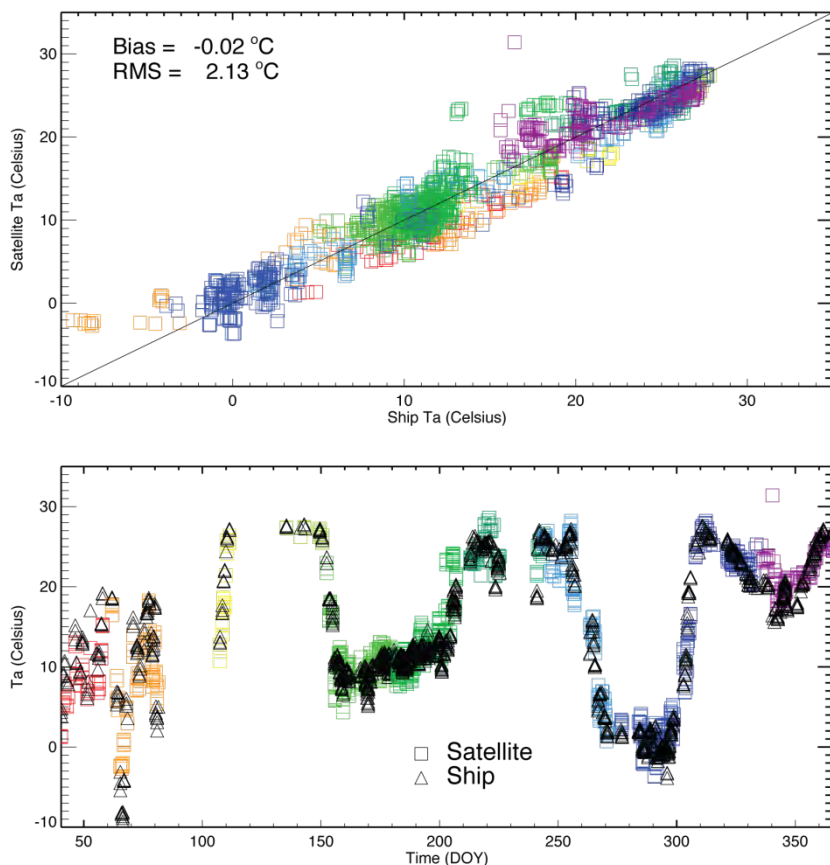 30
20
10
0
-10
Satellite Ta (Celsius)
Bias = -0.02 °C
RMS = 2.13 °C
-10 0 10 20 30
Ship Ta (Celsius)
30
20
10
0
-10
Ta (Celsius)
Satellite
Ship
50 100 150 200 250 300 350
Time (DOY)